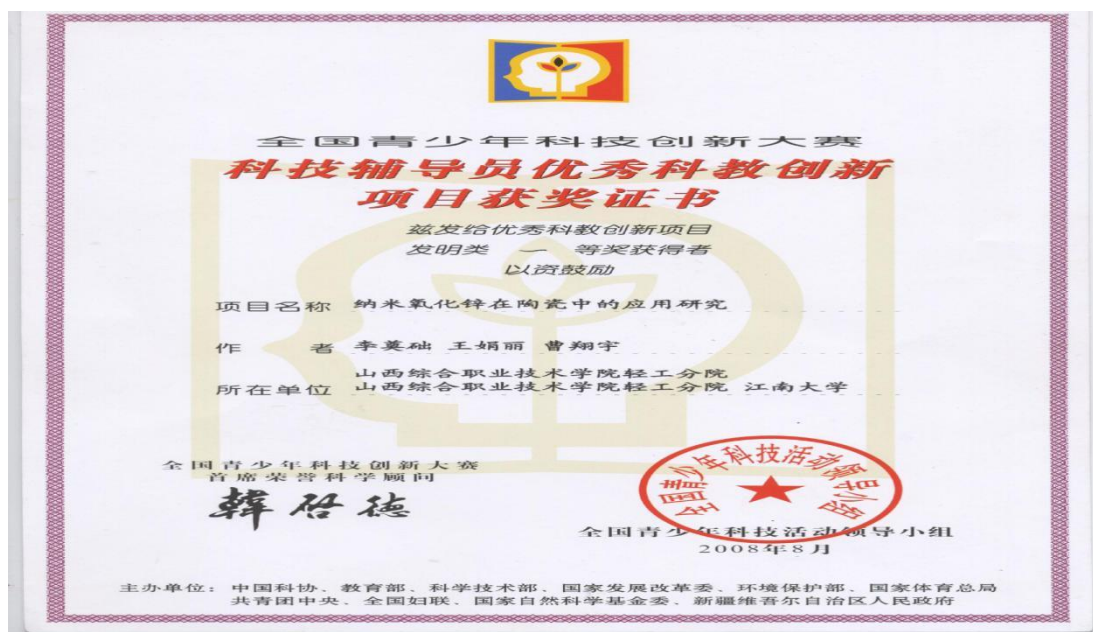 全国青少年科技创新大赛
科技辅导员优秀科教创新
项目获奖证书
兹发给优秀科教创新项目
发明类 一 等奖获得者
以资鼓励
项目名称 纳米氧化锌在陶瓷中的应用研究
作 者 李羮础 王娟丽 曹翔宇
山西综合职业技术学院轻工分院
所在单位 山西综合职业技术学院轻工分院 江南大学
全国青少年科技创新大赛
首席荣誉科学顾问
韩启德
全国青少年科技活动领导小组
全国青少年科技活动领导小组
2008年8月
主办单位：中国科协、教育部、科学技术部、国家发展改革委、环境保护部、国家体育总局
共青团中央、全国妇联、国家自然科学基金委、新疆维吾尔自治区人民政府